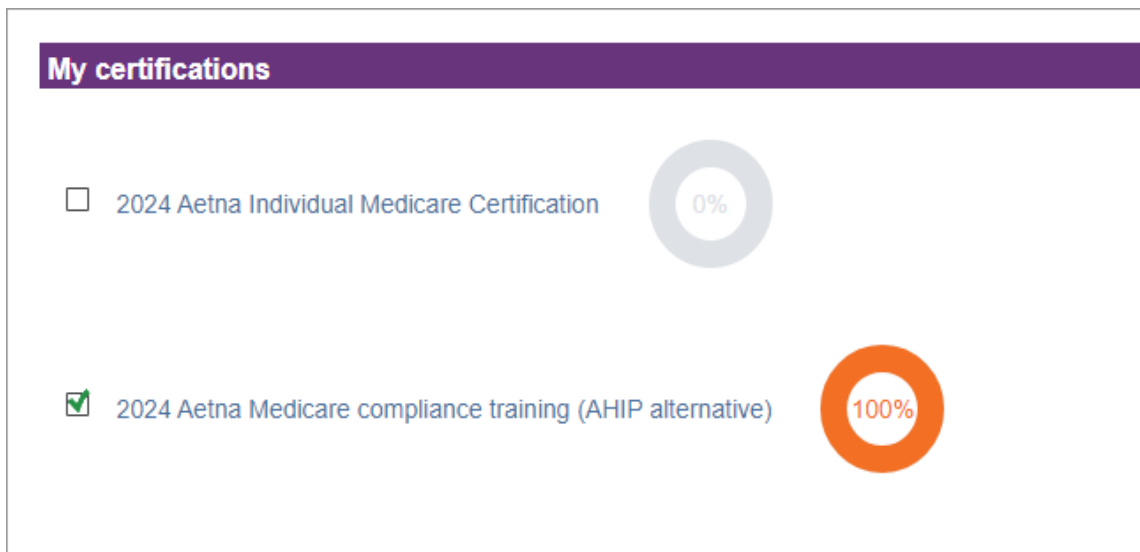 My certifications
2024 Aetna Individual Medicare Certification
0%
2024 Aetna Medicare compliance training (AHIP alternative)
100%